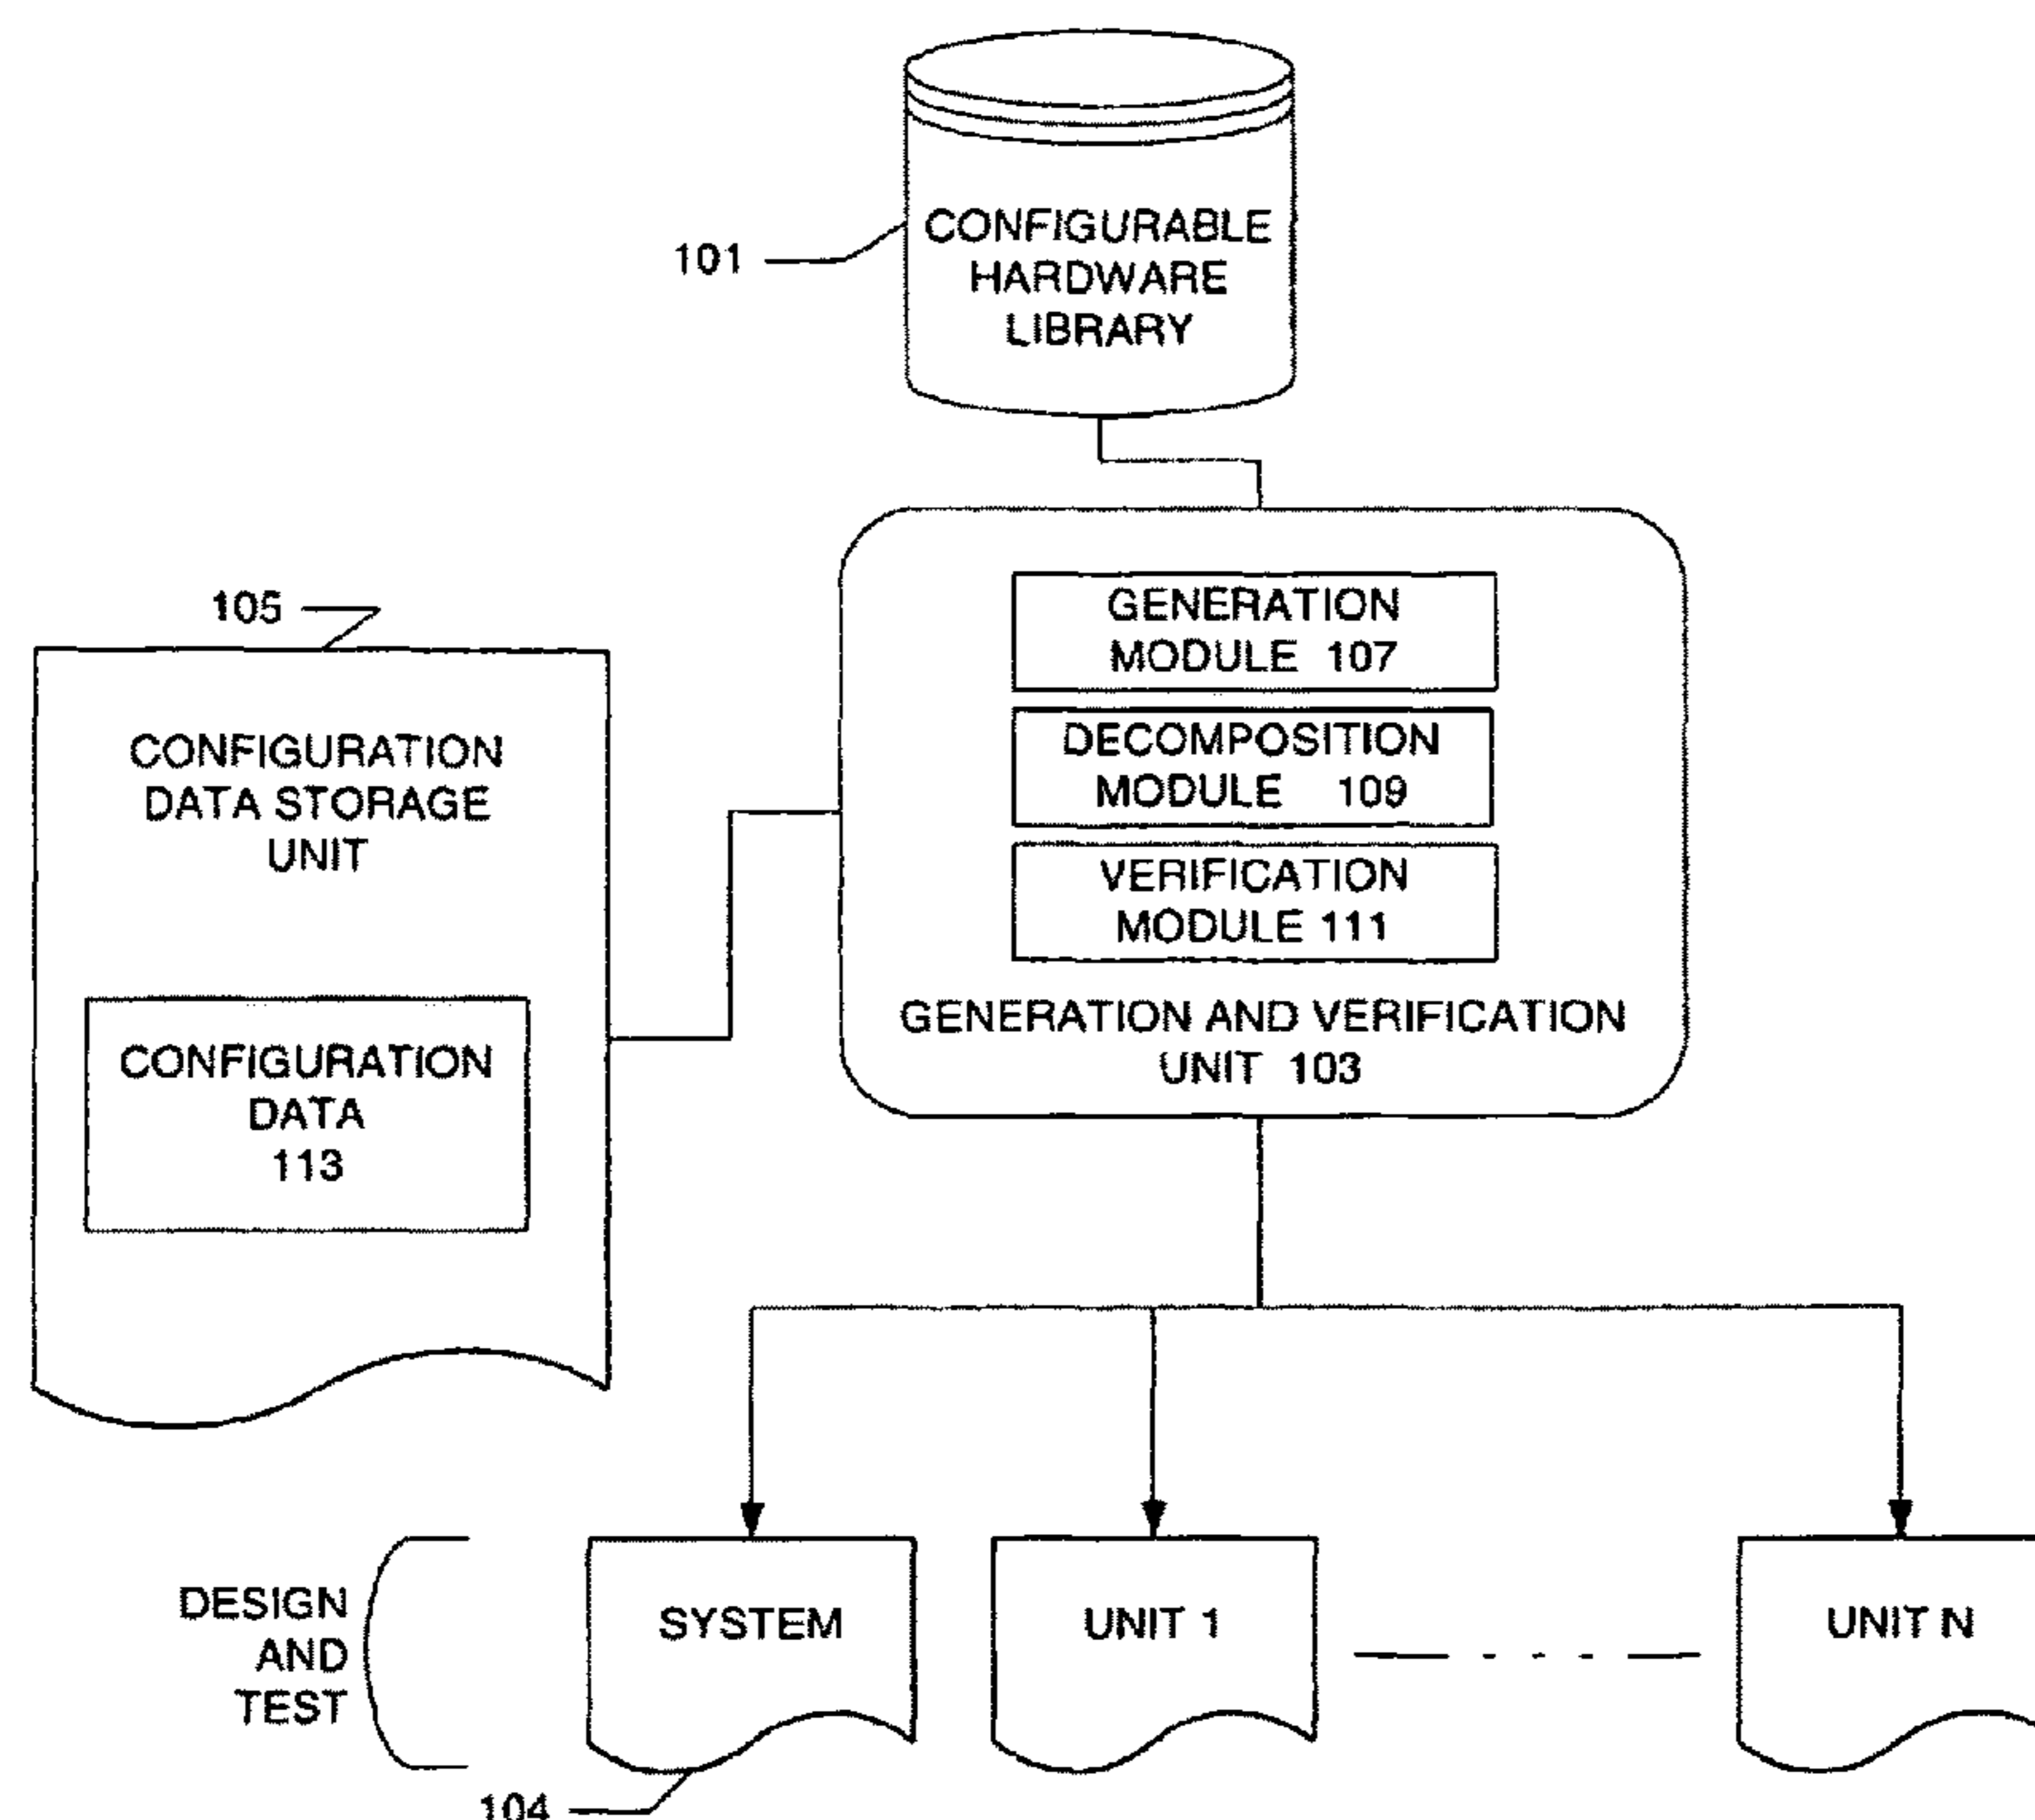 CONFIGURABLE
HARDWARE
LIBRARY
101
105
GENERATION
MODULE 107
DECOMPOSITION
MODULE 109
VERIFICATION
MODULE 111
GENERATION AND VERIFICATION
UNIT 103
CONFIGURATION
DATA STORAGE
UNIT
CONFIGURATION
DATA
113
DESIGN
AND
TEST
SYSTEM
UNIT 1
UNIT N
104